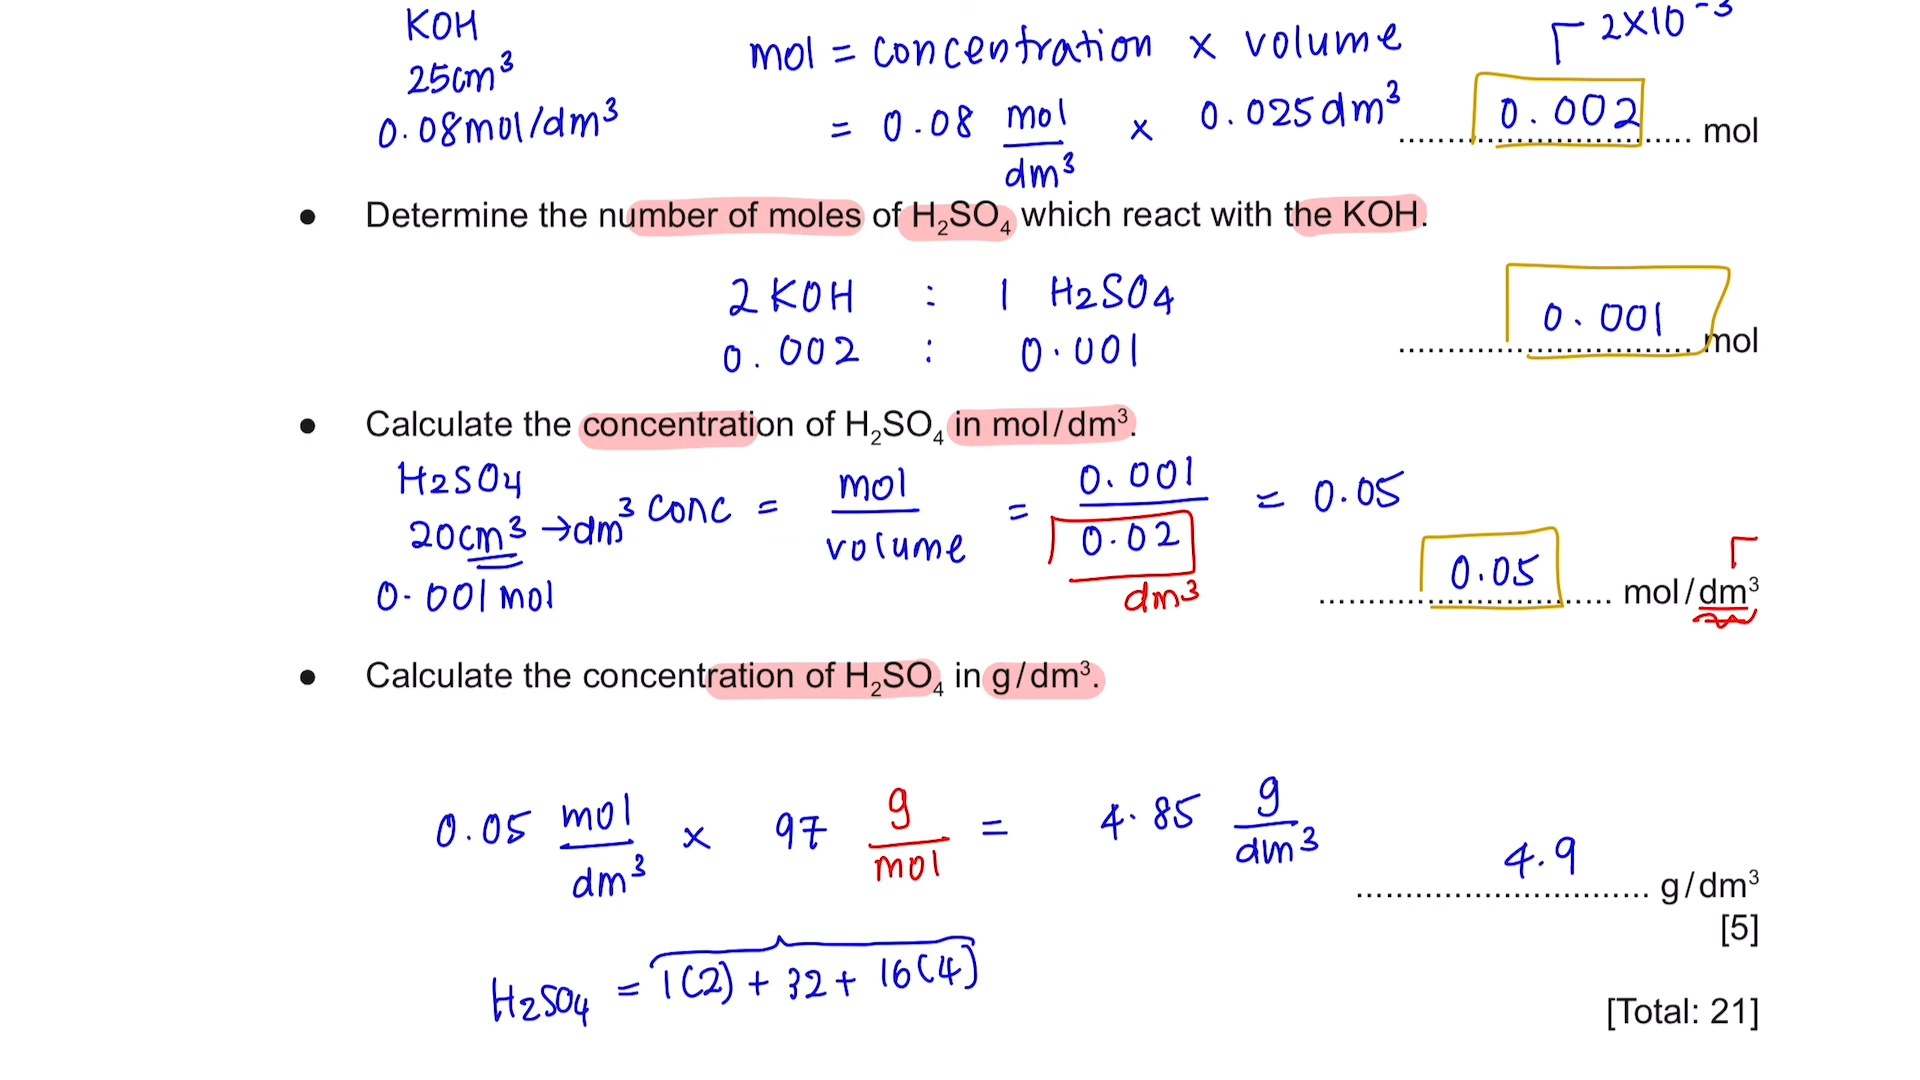 KOH
25cm³
0.08mol/dm³
mol = concentration x volume
= 0.08 mol/dm³ x 0.025dm³
2x10⁻³
0.002 mol
• Determine the number of moles of H₂SO₄ which react with the KOH.
2 KOH : 1 H₂SO₄
0.002 : 0.001
0.001 mol
• Calculate the concentration of H₂SO₄ in mol/dm³.
H₂SO₄
20cm³ → dm³
0.001 mol
conc = mol/volume = 0.001/0.02 = 0.05
dm³
0.05 mol/dm³
• Calculate the concentration of H₂SO₄ in g/dm³.
0.05 mol/dm³ x 97 g/mol = 4.85 g/dm³
4.9 g/dm³
[5]
H₂SO₄ = 1(2) + 32 + 16(4)
[Total: 21]